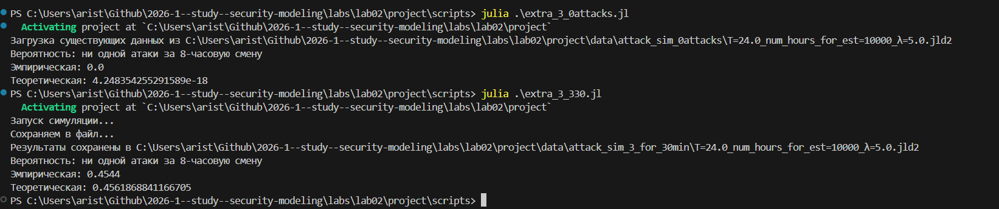 PS C:\Users\arist\Github\2026-1--study--security-modeling\labs\lab02\project\scripts> julia .\extra_3_0attacks.jl
Activating project at `C:\Users\arist\Github\2026-1--study--security-modeling\labs\lab02\project`
Загрузка существующих данных из C:\Users\arist\Github\2026-1--study--security-modeling\labs\lab02\project\data\attack_sim_0attacks\T=24.0_num_hours_for_est=10000_λ=5.0.jld2
Вероятность: ни одной атаки за 8-часовую смену
Эмпирическая: 0.0
Теоретическая: 4.248354255291589e-18
PS C:\Users\arist\Github\2026-1--study--security-modeling\labs\lab02\project\scripts> julia .\extra_3_330.jl
Activating project at `C:\Users\arist\Github\2026-1--study--security-modeling\labs\lab02\project`
Запуск симуляции...
Сохраняем в файл...
Результаты сохранены в C:\Users\arist\Github\2026-1--study--security-modeling\labs\lab02\project\data\attack_sim_3_for_30min\T=24.0_num_hours_for_est=10000_λ=5.0.jld2
Вероятность: ни одной атаки за 8-часовую смену
Эмпирическая: 0.4544
Теоретическая: 0.4561868841166705
PS C:\Users\arist\Github\2026-1--study--security-modeling\labs\lab02\project\scripts>